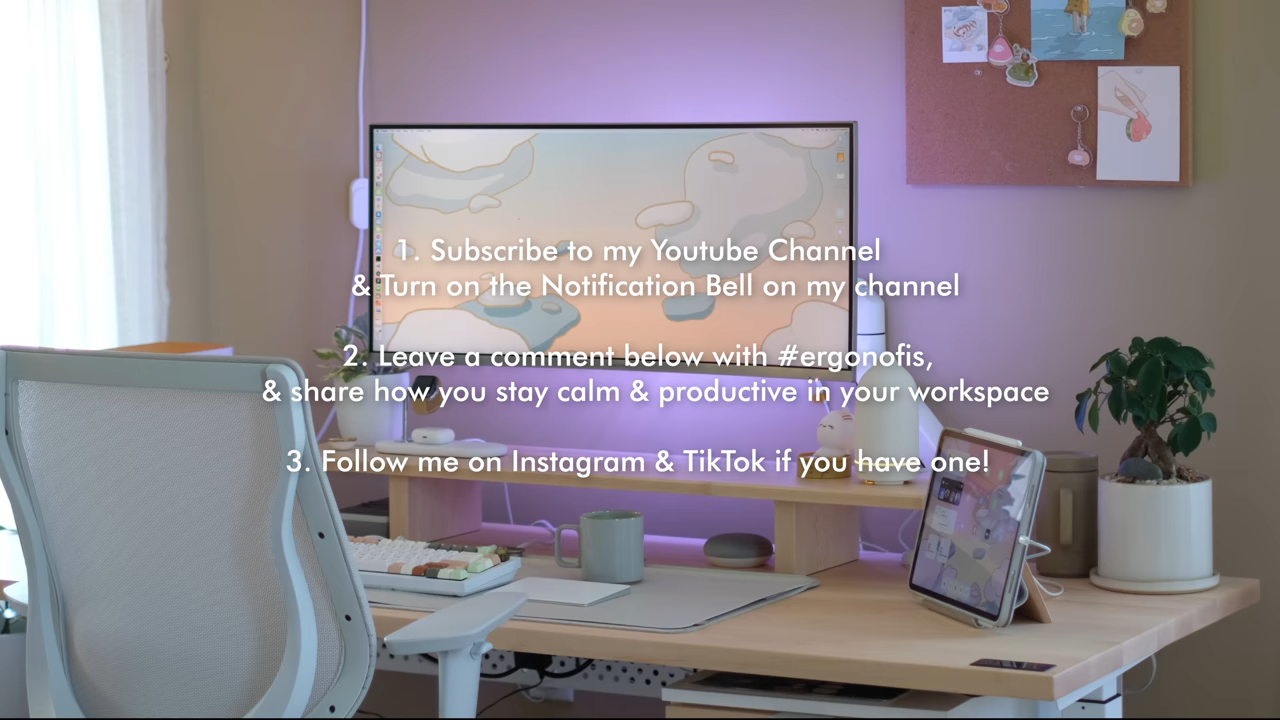 1. Subscribe to my Youtube Channel
& Turn on the Notification Bell on my channel
2. Leave a comment below with #ergonofis,
& share how you stay calm & productive in your workspace
3. Follow me on Instagram & TikTok if you have one!